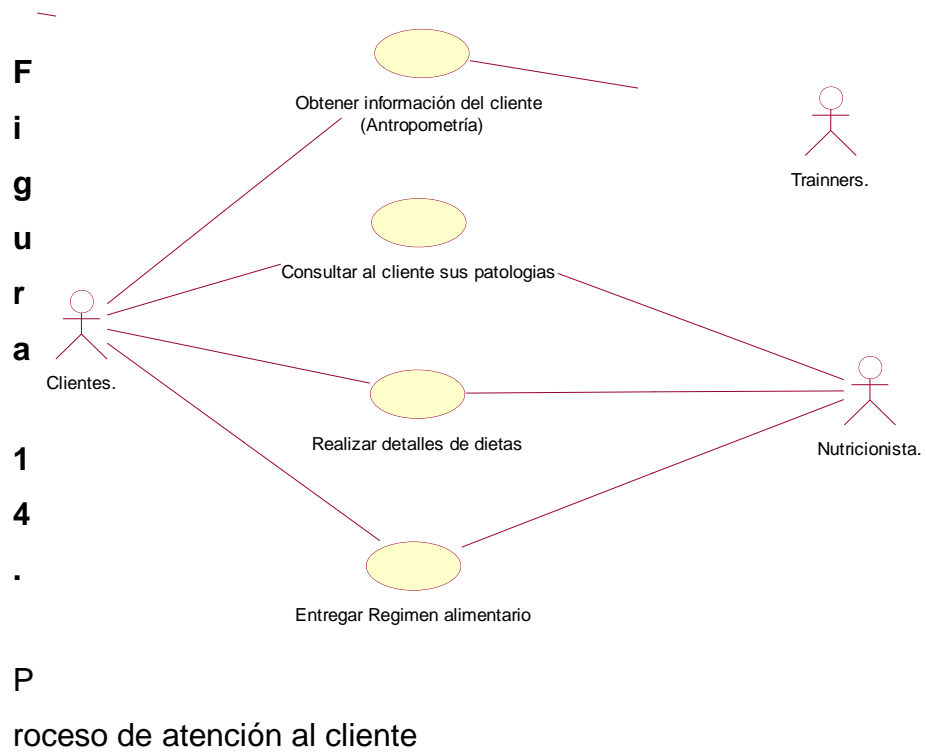 F
i
g
u
r
a
1
4
.
Obtener información del cliente
(Antropometría)
Trainners.
Consultar al cliente sus patologias
Clientes.
Realizar detalles de dietas
Nutricionista.
Entregar Regimen alimentario
P
roceso de atención al cliente